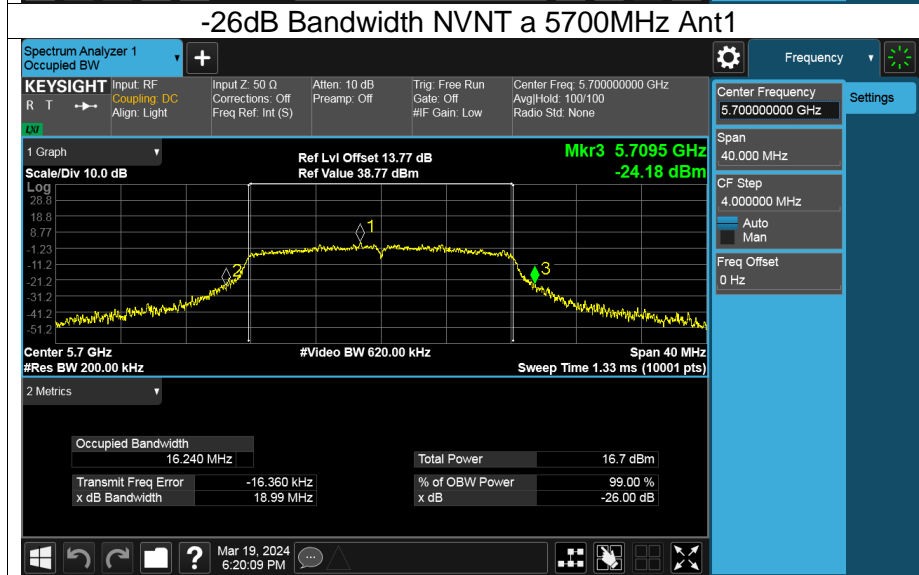 -26dB Bandwidth NVNT a 5700MHz Ant1
Spectrum Analyzer 1
Occupied BW
+
Frequency
KEYSIGHT Input: RF Input Z: 50 Ω Atten: 10 dB Trig: Free Run Center Freq: 5.700000000 GHz
R T Coupling: DC Corrections: Off Preamp: Off Gate: Off Avg|Hold: 100/100
Align: Light Freq Ref: Int (S) #IF Gain: Low Radio Std: None
LXI
Center Frequency
5.700000000 GHz
Settings
Span
40.000 MHz
CF Step
4.000000 MHz
Auto
Man
Freq Offset
0 Hz
1 Graph Ref Lvl Offset 13.77 dB Mkr3 5.7095 GHz
Scale/Div 10.0 dB Ref Value 38.77 dBm -24.18 dBm
Log
28.8
18.8
8.77
-1.23
-11.2
-21.2
-31.2
-41.2
-51.2
1
2
3
Center 5.7 GHz #Video BW 620.00 kHz Span 40 MHz
#Res BW 200.00 kHz Sweep Time 1.33 ms (10001 pts)
2 Metrics
Occupied Bandwidth
16.240 MHz Total Power 16.7 dBm
Transmit Freq Error -16.360 kHz % of OBW Power 99.00 %
x dB Bandwidth 18.99 MHz x dB -26.00 dB
? Mar 19, 2024
6:20:09 PM